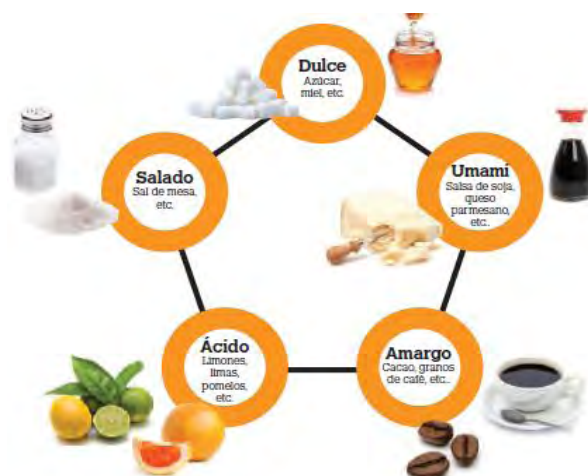 Dulce
Azúcar,
miel, etc.
Salado
Sal de mesa,
etc.
Umami
Salsa de soja,
queso
parmesano,
etc..
Ácido
Limones,
limas,
pomelos,
etc.
Amargo
Cacao, granos
de café, etc..